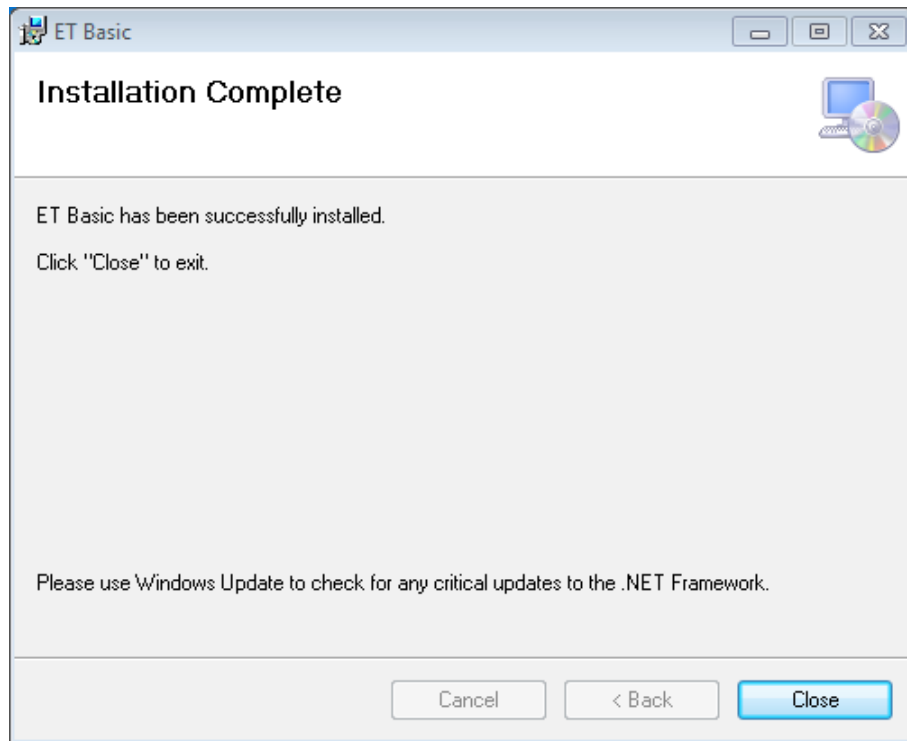 ET Basic
Installation Complete
ET Basic has been successfully installed.
Click "Close" to exit.
Please use Windows Update to check for any critical updates to the .NET Framework.
Cancel
< Back
Close